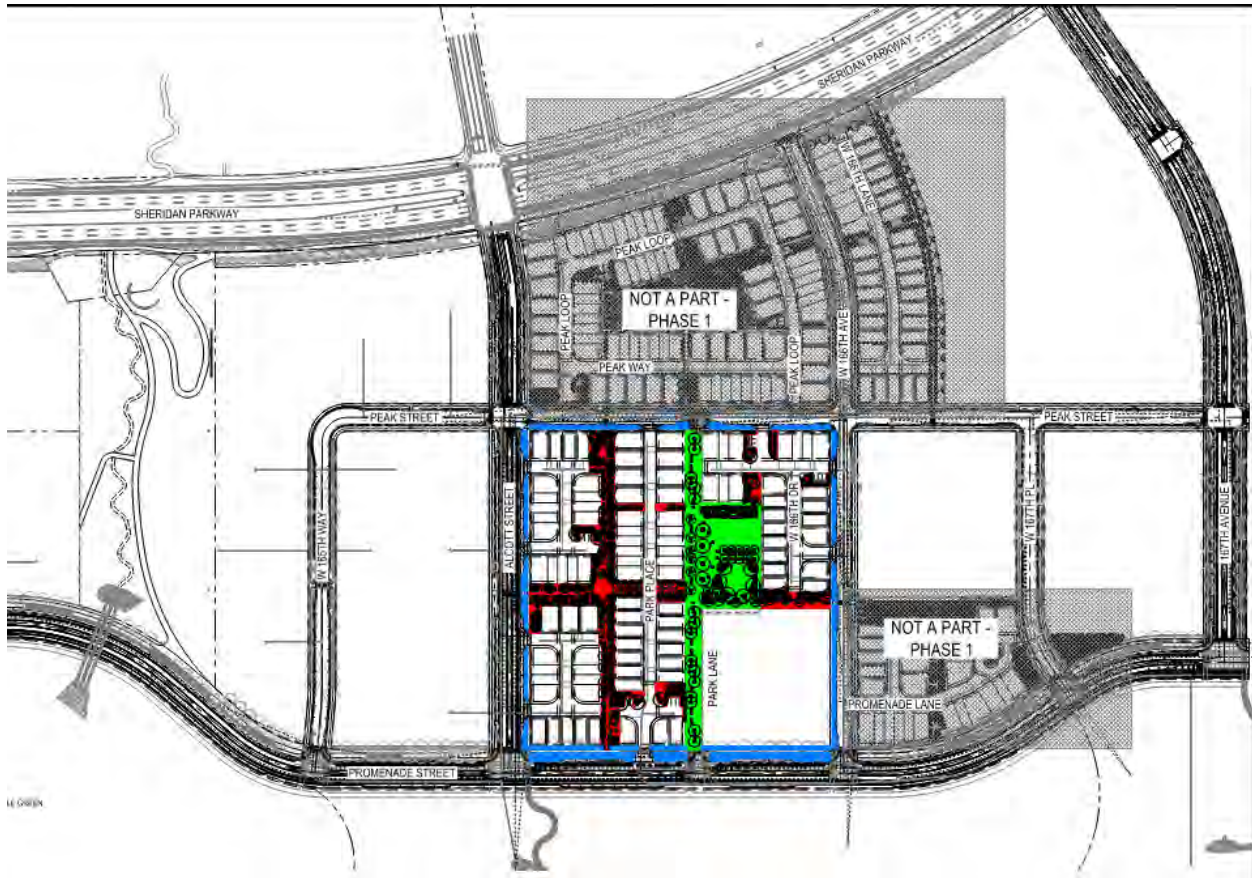 SHERIDAN PARKWAY
SHERIDAN PARKWAY
W 165TH LANE
PEAK LOOP
NOT A PART -
PHASE 1
PEAK LOOP
PEAK LOOP
W 166TH AVE
PEAK WAY
PEAK STREET
PEAK STREET
W 165TH WAY
ALCOTT STREET
PARK PLACE
W 166TH DR
W 167TH PL
167TH AVENUE
NOT A PART -
PHASE 1
PARK LANE
PROMENADE LANE
PROMENADE STREET
GREEN